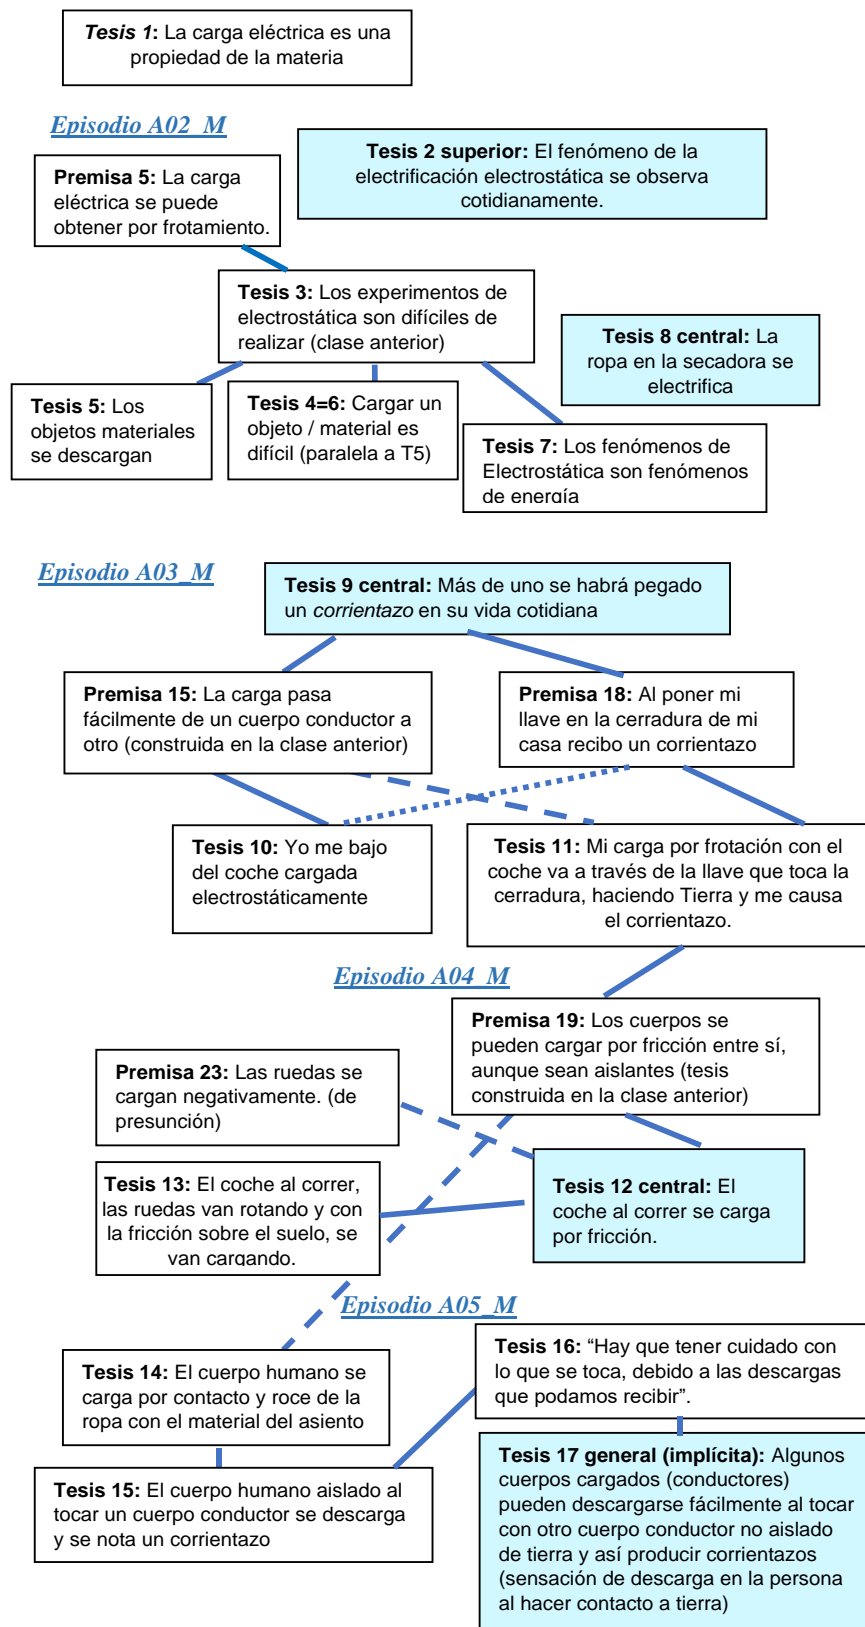 Tesis 1: La carga eléctrica es una
propiedad de la materia
Episodio A02_M
Tesis 2 superior: El fenómeno de la
electrificación electrostática se observa
cotidianamente.
Premisa 5: La carga
eléctrica se puede
obtener por frotamiento.
Tesis 3: Los experimentos de
electrostática son difíciles de
realizar (clase anterior)
Tesis 8 central: La
ropa en la secadora se
electrifica
Tesis 5: Los
objetos materiales
se descargan
Tesis 4=6: Cargar un
objeto / material es
difícil (paralela a T5)
Tesis 7: Los fenómenos de
Electrostática son fenómenos
de energía
Episodio A03_M
Tesis 9 central: Más de uno se habrá pegado
un corrientazo en su vida cotidiana
Premisa 15: La carga pasa
fácilmente de un cuerpo conductor a
otro (construida en la clase anterior)
Premisa 18: Al poner mi
llave en la cerradura de mi
casa recibo un corrientazo
Tesis 10: Yo me bajo
del coche cargada
electrostáticamente
Tesis 11: Mi carga por frotación con el
coche va a través de la llave que toca la
cerradura, haciendo Tierra y me causa
el corrientazo.
Episodio A04_M
Premisa 19: Los cuerpos se
pueden cargar por fricción entre sí,
aunque sean aislantes (tesis
construida en la clase anterior)
Premisa 23: Las ruedas se
cargan negativamente. (de
presunción)
Tesis 13: El coche al correr,
las ruedas van rotando y con
la fricción sobre el suelo, se
van cargando.
Tesis 12 central: El
coche al correr se carga
por fricción.
Episodio A05_M
Tesis 16: “Hay que tener cuidado con
lo que se toca, debido a las descargas
que podamos recibir”.
Tesis 14: El cuerpo humano se
carga por contacto y roce de la
ropa con el material del asiento
Tesis 15: El cuerpo humano aislado al
tocar un cuerpo conductor se descarga
y se nota un corrientazo
Tesis 17 general (implícita): Algunos
cuerpos cargados (conductores)
pueden descargarse fácilmente al tocar
con otro cuerpo conductor no aislado
de tierra y así producir corrientazos
(sensación de descarga en la persona
al hacer contacto a tierra)